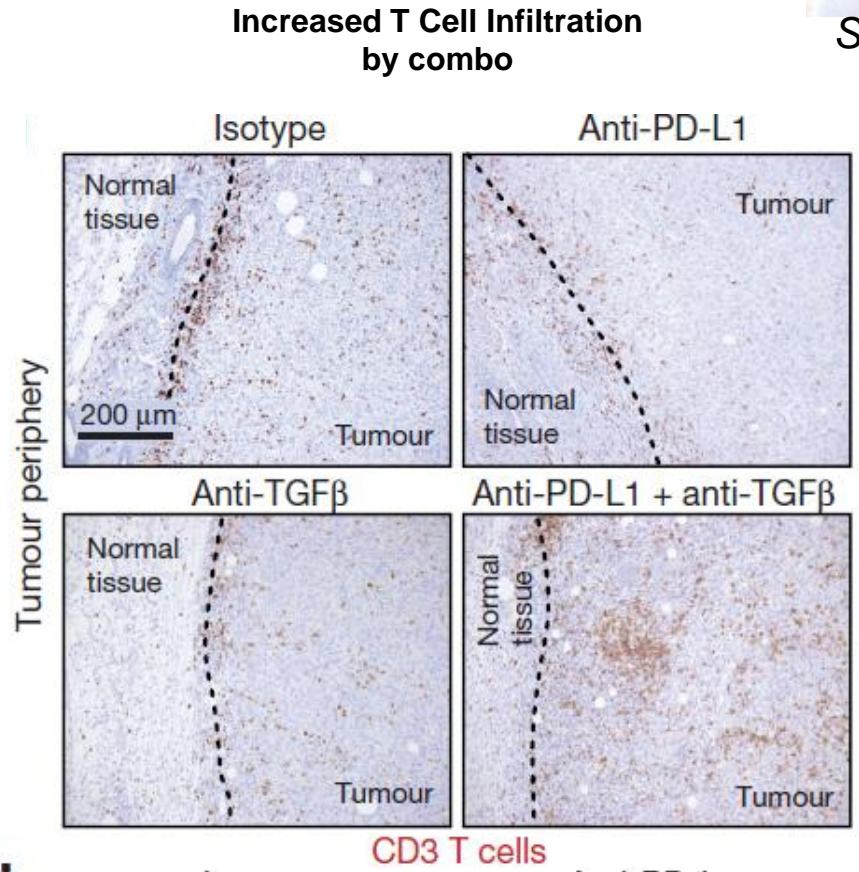 Increased T Cell Infiltration
by combo
S
Isotype
Anti-PD-L1
Normal
tissue
Tumour
200 μm
Tumour
Normal
tissue
Tumour periphery
Anti-TGFβ
Anti-PD-L1 + anti-TGFβ
Normal
tissue
Tumour
Normal
tissue
Tumour
CD3 T cells